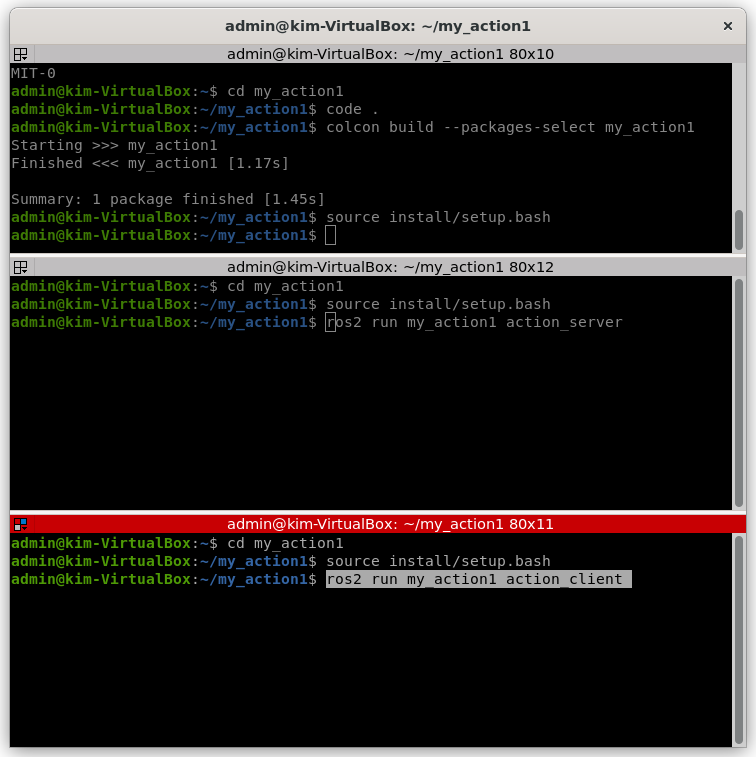 admin@kim-VirtualBox: ~/my_action1
×
admin@kim-VirtualBox: ~/my_action1 80x10
MIT-0
admin@kim-VirtualBox:~$ cd my_action1
admin@kim-VirtualBox:~/my_action1$ code .
admin@kim-VirtualBox:~/my_action1$ colcon build --packages-select my_action1
Starting >>> my_action1
Finished <<< my_action1 [1.17s]
Summary: 1 package finished [1.45s]
admin@kim-VirtualBox:~/my_action1$ source install/setup.bash
admin@kim-VirtualBox:~/my_action1$
admin@kim-VirtualBox: ~/my_action1 80x12
admin@kim-VirtualBox:~$ cd my_action1
admin@kim-VirtualBox:~/my_action1$ source install/setup.bash
admin@kim-VirtualBox:~/my_action1$ ros2 run my_action1 action_server
admin@kim-VirtualBox: ~/my_action1 80x11
admin@kim-VirtualBox:~$ cd my_action1
admin@kim-VirtualBox:~/my_action1$ source install/setup.bash
admin@kim-VirtualBox:~/my_action1$ ros2 run my_action1 action_client